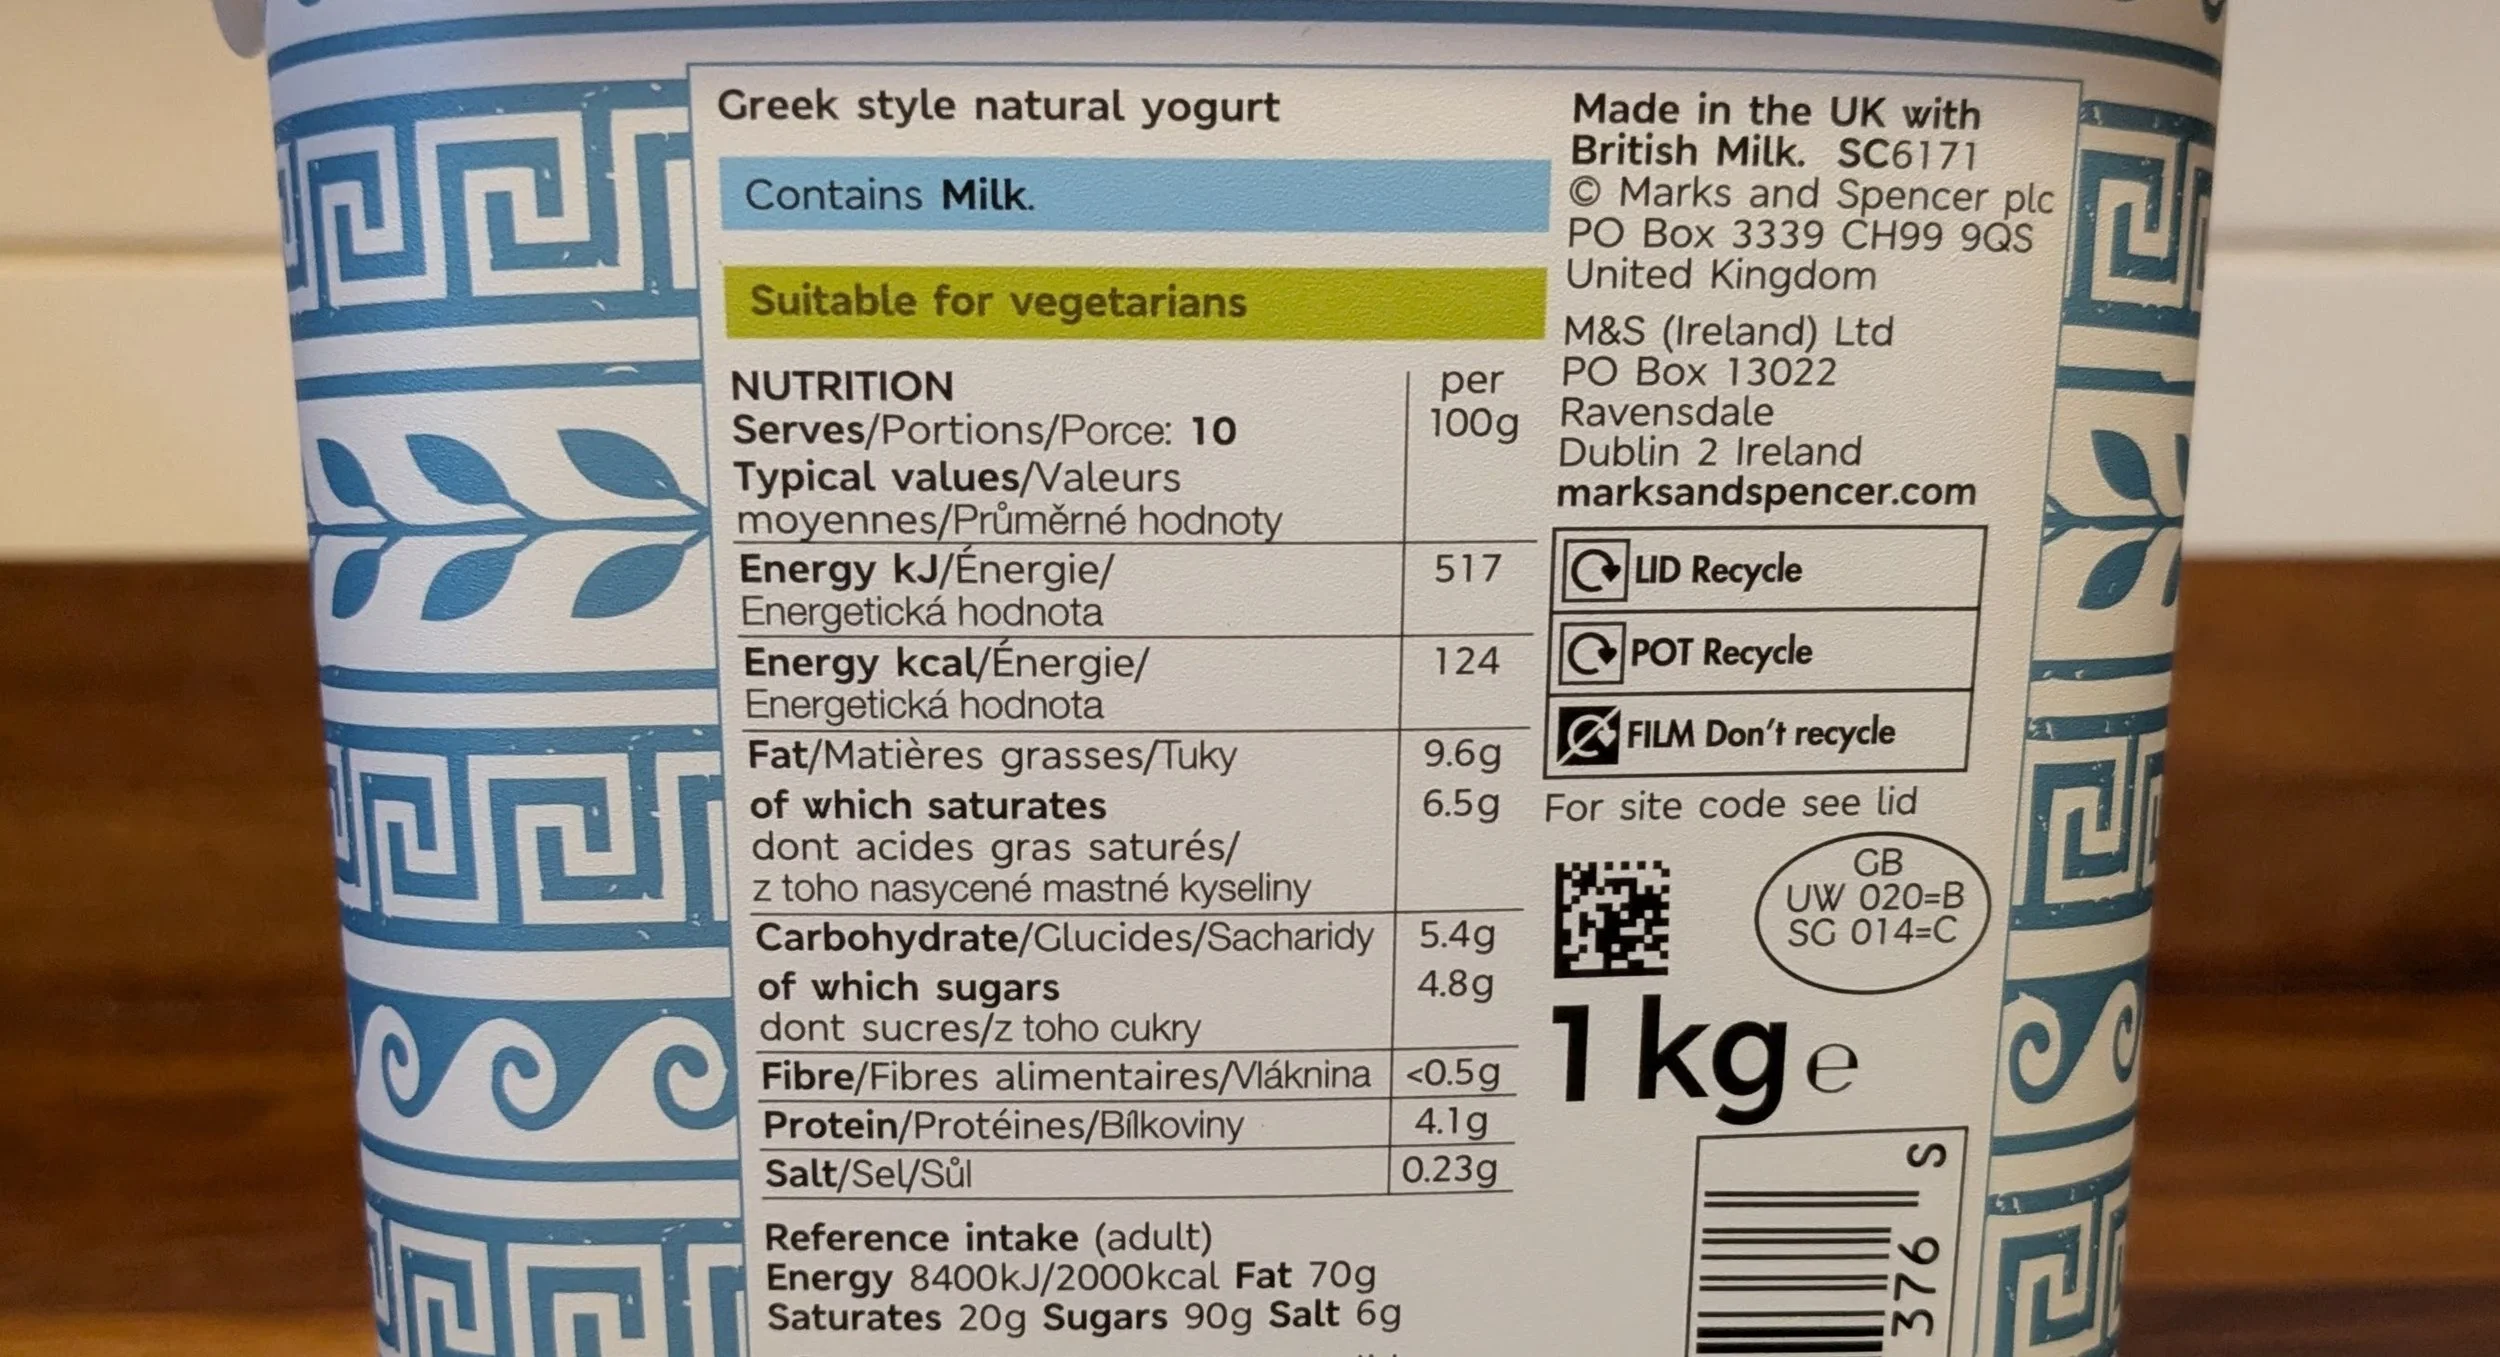 Greek style natural yogurt
Contains Milk.
Suitable for vegetarians
NUTRITION
Serves/Portions/Porce: 10
Typical values/Valeurs
moyennes/Průměrné hodnoty
per
100g
Energy kJ/Énergie/
Energetická hodnota
517
Energy kcal/Énergie/
Energetická hodnota
124
Fat/Matières grasses/Tuky 9.6g
of which saturates 6.5g
dont acides gras saturés/
z toho nasycené mastné kyseliny
Carbohydrate/Glucides/Sacharidy 5.4g
of which sugars 4.8g
dont sucres/z toho cukry
Fibre/Fibres alimentaires/Vláknina <0.5g
Protein/Protéines/Bílkoviny 4.1g
Salt/Sel/Sůl 0.23g
Reference intake (adult)
Energy 8400kJ/2000kcal Fat 70g
Saturates 20g Sugars 90g Salt 6g
Made in the UK with
British Milk. SC6171
© Marks and Spencer plc
PO Box 3339 CH99 9QS
United Kingdom
M&S (Ireland) Ltd
PO Box 13022
Ravensdale
Dublin 2 Ireland
marksandspencer.com
LID Recycle
POT Recycle
FILM Don't recycle
For site code see lid
GB
UW 020=B
SG 014=C
1kg e
376 S